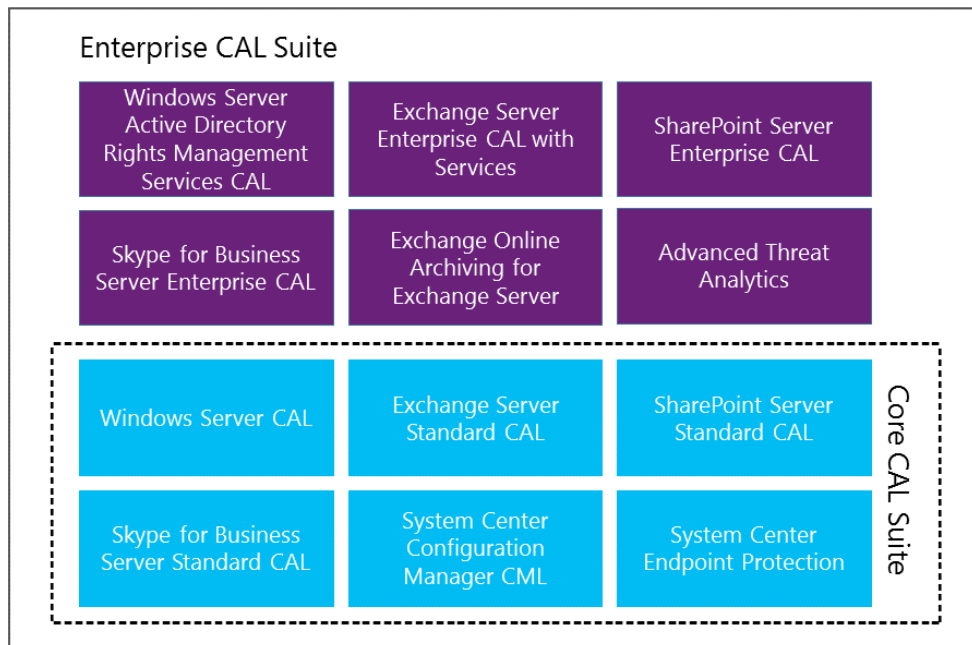 Enterprise CAL Suite
Windows Server
Active Directory
Rights Management
Services CAL
Exchange Server
Enterprise CAL with
Services
SharePoint Server
Enterprise CAL
Skype for Business
Server Enterprise CAL
Exchange Online
Archiving for
Exchange Server
Advanced Threat
Analytics
Windows Server CAL
Exchange Server
Standard CAL
SharePoint Server
Standard CAL
Skype for Business
Server Standard CAL
System Center
Configuration
Manager CML
System Center
Endpoint Protection
Core CAL Suite